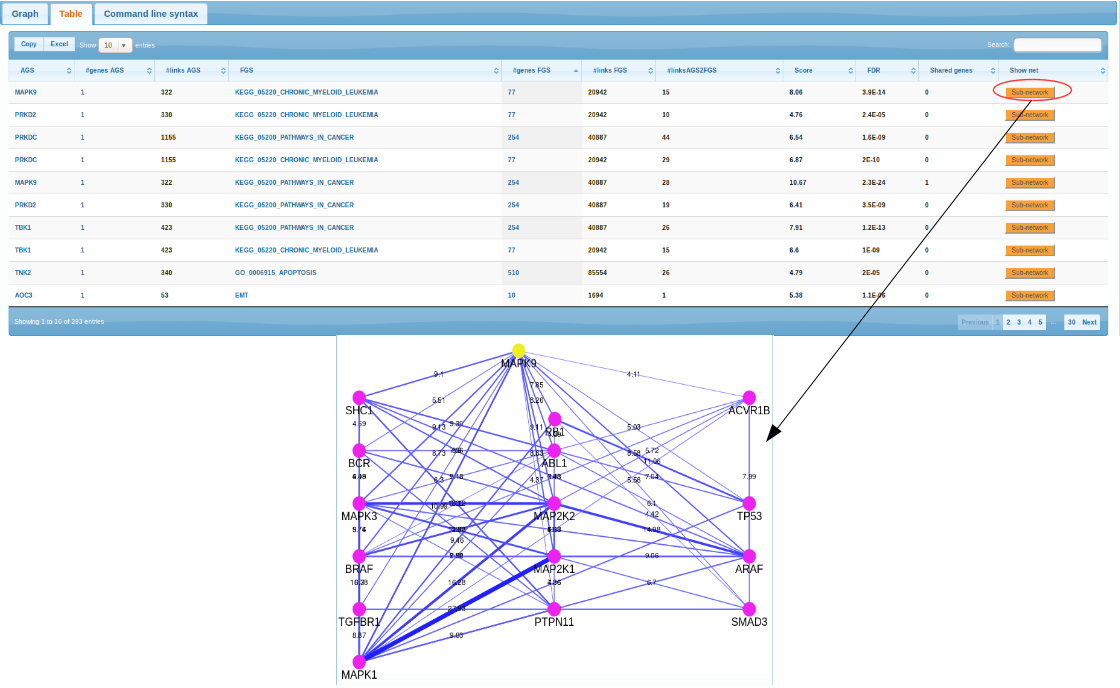 Graph Table Command line syntax
Copy Excel Show 10 entries Search:
AGS #genes AGS #links AGS FGS #genes FGS #links FGS #linksAGS2FGS Score FDR Shared genes Show net
MAPK9 1 322 KEGG_05220_CHRONIC_MYELOID_LEUKEMIA 77 20942 15 8.06 3.9E-14 0 Sub-network
PRKD2 1 330 KEGG_05220_CHRONIC_MYELOID_LEUKEMIA 77 20942 10 4.76 2.4E-05 0 Sub-network
PRKDC 1 1155 KEGG_05200_PATHWAYS_IN_CANCER 254 40887 44 6.54 1.6E-09 0 Sub-network
PRKDC 1 1155 KEGG_05220_CHRONIC_MYELOID_LEUKEMIA 77 20942 29 6.87 2E-10 0 Sub-network
MAPK9 1 322 KEGG_05200_PATHWAYS_IN_CANCER 254 40887 28 10.67 2.3E-24 1 Sub-network
PRKD2 1 330 KEGG_05200_PATHWAYS_IN_CANCER 254 40887 19 6.41 3.5E-09 0 Sub-network
TBK1 1 423 KEGG_05200_PATHWAYS_IN_CANCER 254 40887 26 7.91 1.2E-13 0 Sub-network
TBK1 1 423 KEGG_05220_CHRONIC_MYELOID_LEUKEMIA 77 20942 15 6.6 1E-09 0 Sub-network
TNK2 1 340 GO_0006915_APOPTOSIS 510 85554 26 4.79 2E-05 0 Sub-network
AOC3 1 53 EMT 10 1694 1 5.38 1.1E-06 0 Sub-network
Showing 1 to 10 of 293 entries Previous 1 2 3 4 5 ... 30 Next
MAPK9
9.1 4.11
7.85
5.51 8.26
SHC1 ACVR1B
4.59 9.13 9.11 5.03
RB1
8.73 5.72
BCR ABL1 11.06
9.18 7.04 7.99
6.3 4.37 5.56
10.99 6.1
MAPK3 MAP2K2 TP53
9.46 9.06
BRAF MAP2K1 ARAF
16.28 6.7
TGFBR1 PTPN11 SMAD3
8.87 9.03
MAPK1